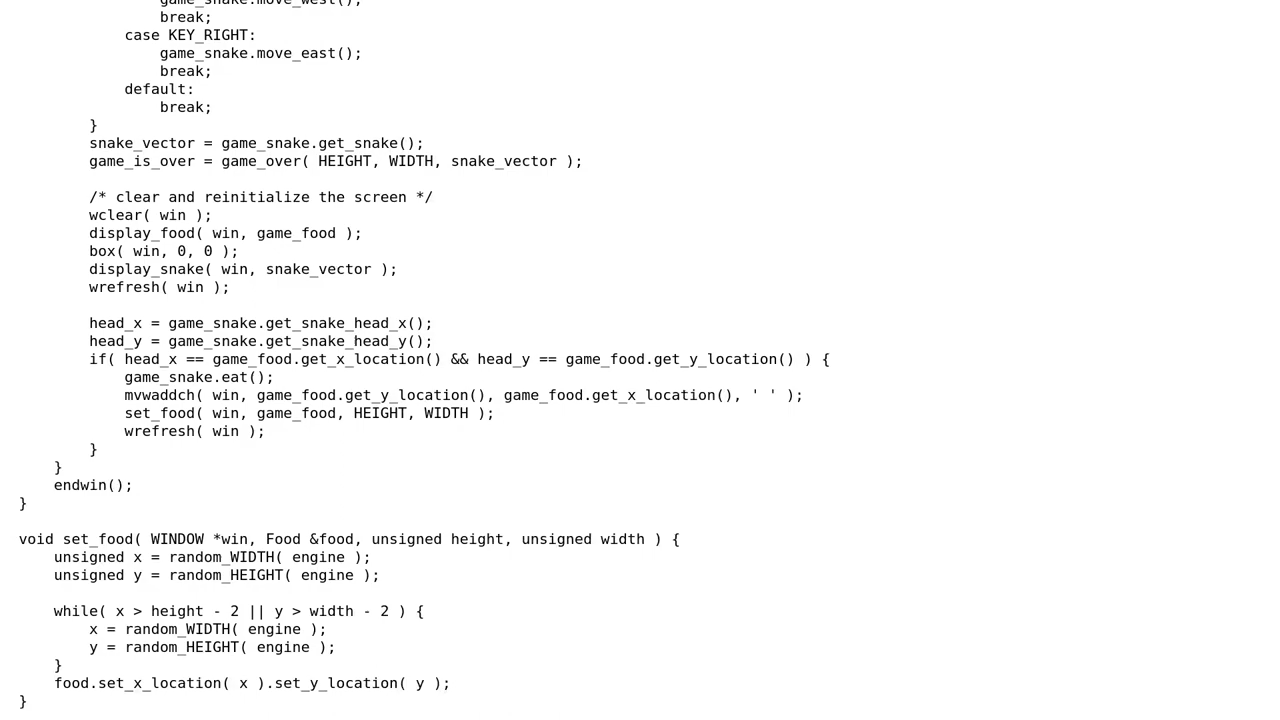 game_snake.move_west();
break;
case KEY_RIGHT:
game_snake.move_east();
break;
default:
break;
}
snake_vector = game_snake.get_snake();
game_is_over = game_over( HEIGHT, WIDTH, snake_vector );
/* clear and reinitialize the screen */
wclear( win );
display_food( win, game_food );
box( win, 0, 0 );
display_snake( win, snake_vector );
wrefresh( win );
head_x = game_snake.get_snake_head_x();
head_y = game_snake.get_snake_head_y();
if( head_x == game_food.get_x_location() && head_y == game_food.get_y_location() ) {
game_snake.eat();
mvwaddch( win, game_food.get_y_location(), game_food.get_x_location(), ' ' );
set_food( win, game_food, HEIGHT, WIDTH );
wrefresh( win );
}
}
endwin();
}
void set_food( WINDOW *win, Food &food, unsigned height, unsigned width ) {
unsigned x = random_WIDTH( engine );
unsigned y = random_HEIGHT( engine );
while( x > height - 2 || y > width - 2 ) {
x = random_WIDTH( engine );
y = random_HEIGHT( engine );
}
food.set_x_location( x ).set_y_location( y );
}